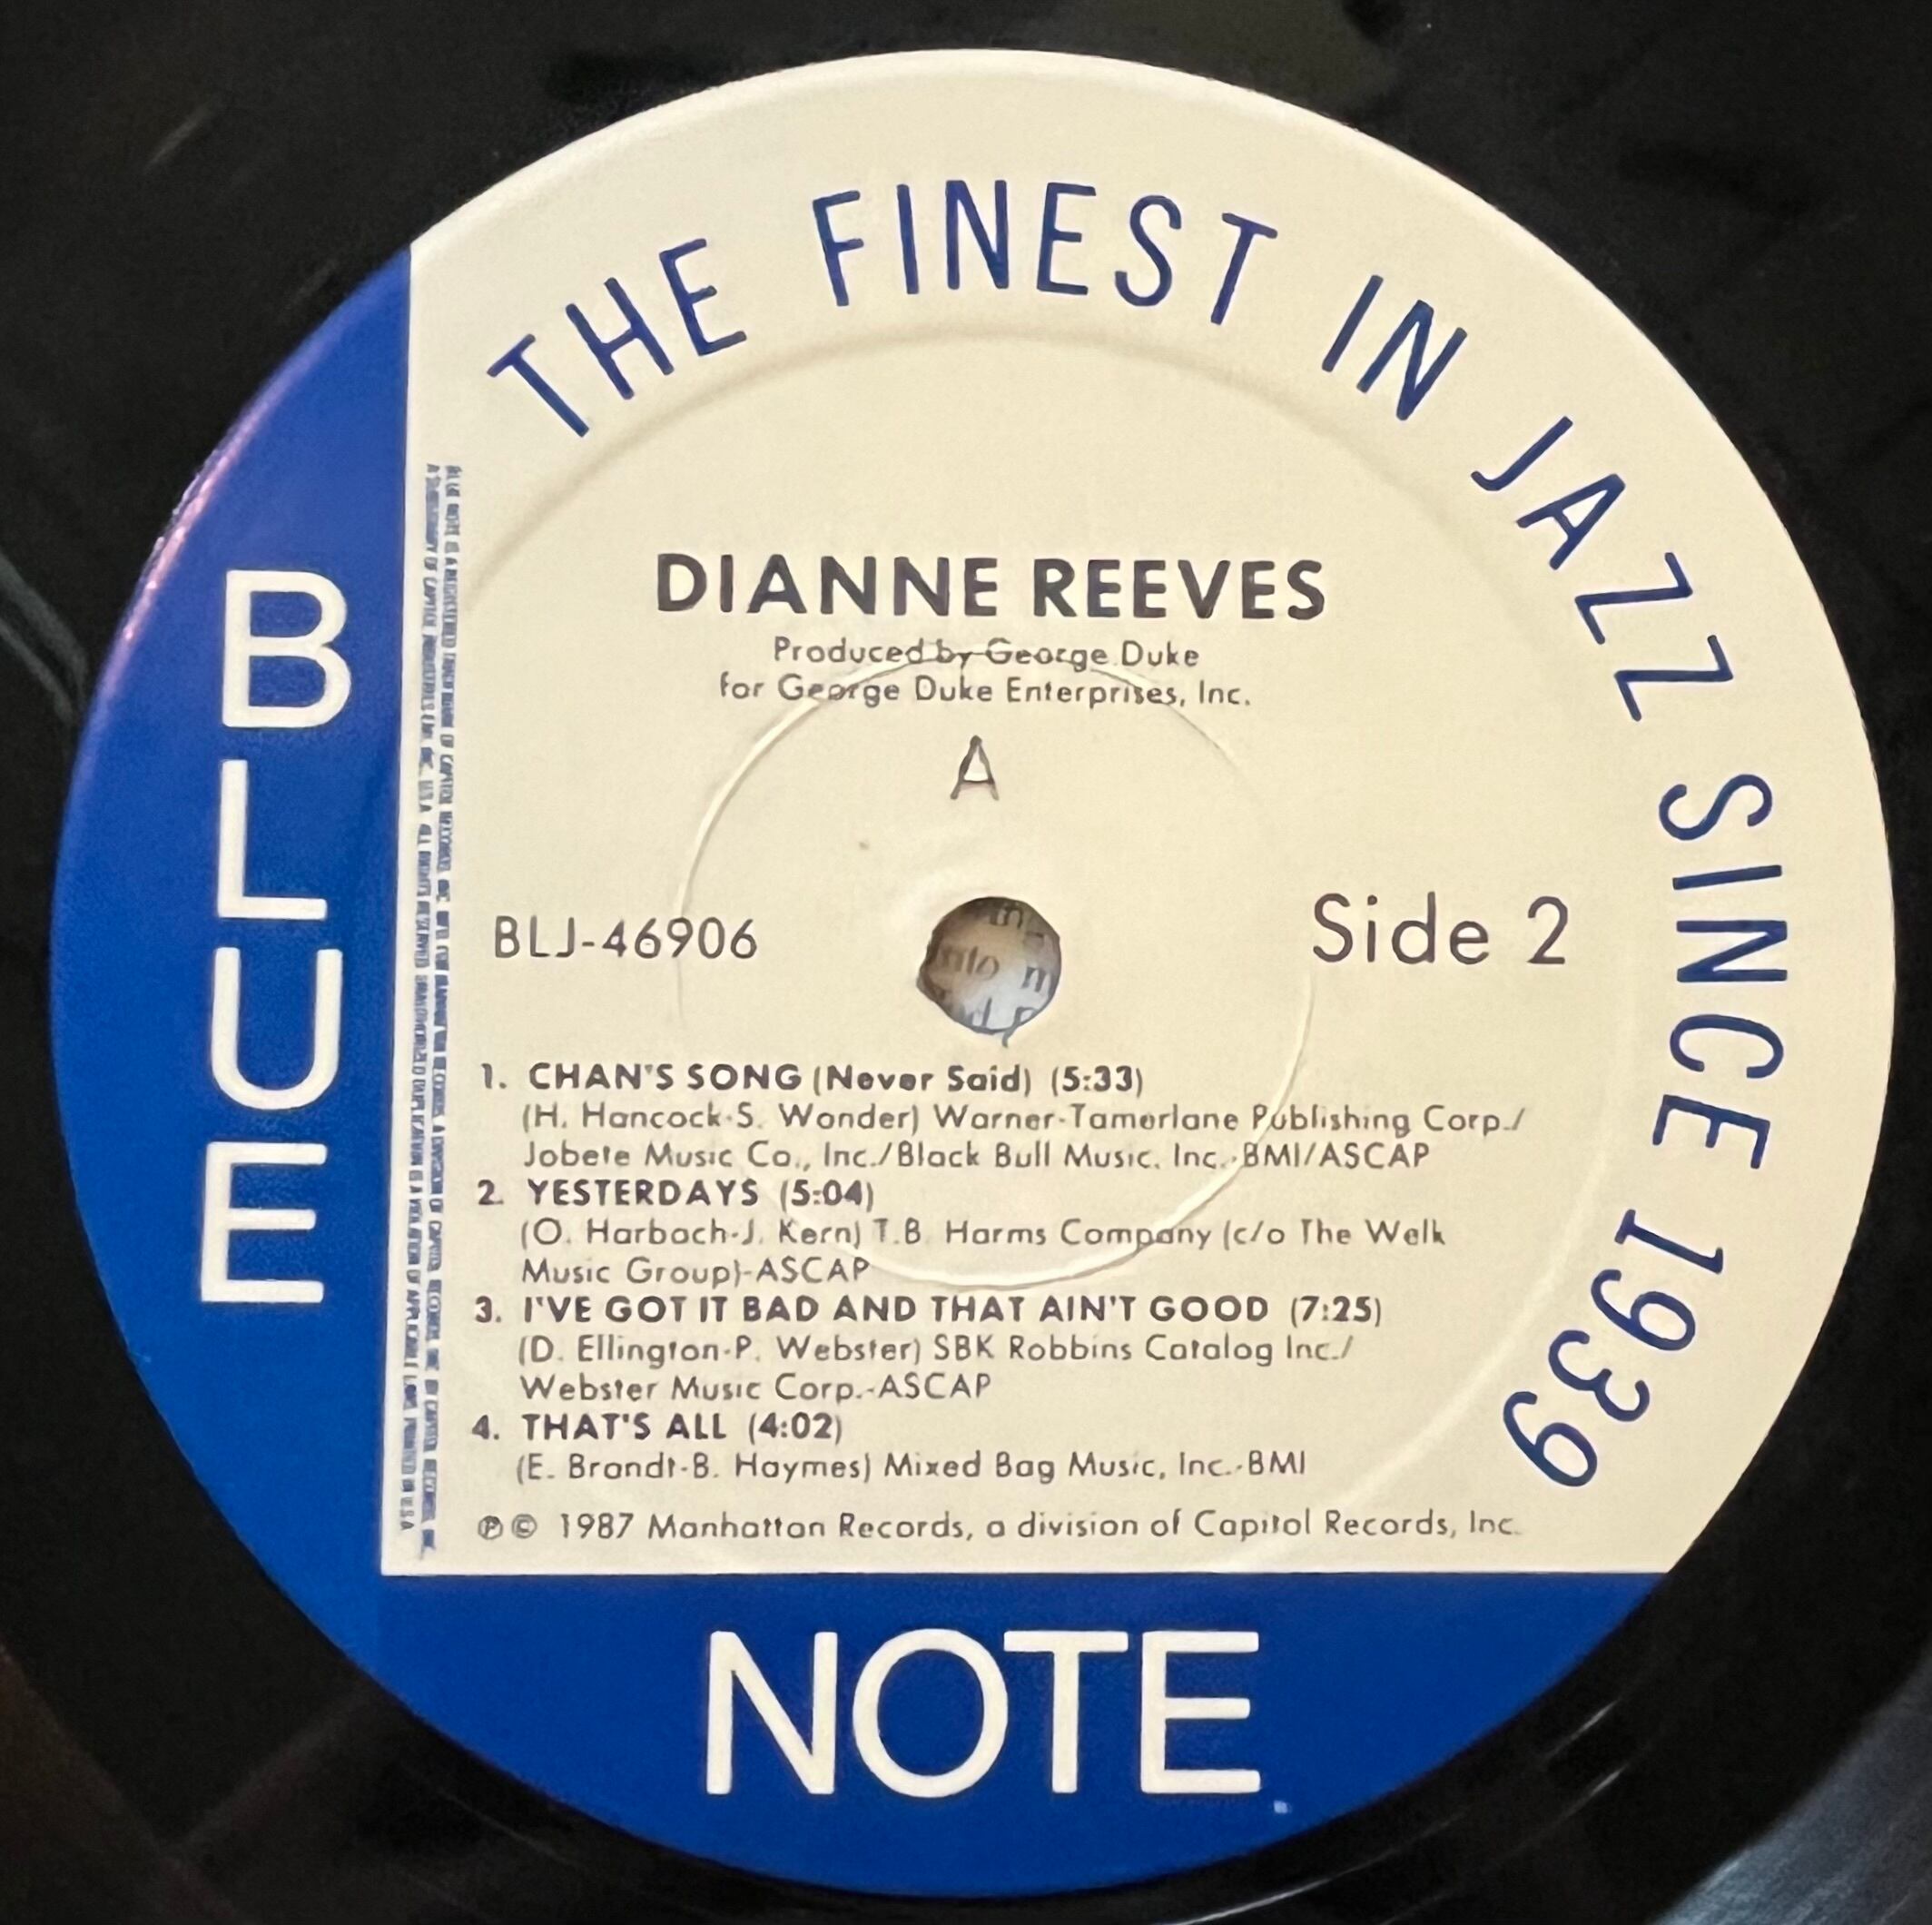 THE FINEST IN JAZZ SINCE 1939
BLUE
DIANNE REEVES
Produced by George Duke
for George Duke Enterprises, Inc.
A
BLJ-46906
Side 2
1. CHAN'S SONG (Never Said) (5:33)
(H. Hancock-S. Wonder) Warner-Tamerlane Publishing Corp./
Jobete Music Co., Inc./Black Bull Music, Inc.-BMI/ASCAP
2. YESTERDAYS (5:04)
(O. Harbach-J. Kern) T.B. Harms Company (c/o The Welk
Music Group)-ASCAP
3. I'VE GOT IT BAD AND THAT AIN'T GOOD (7:25)
(D. Ellington-P. Webster) SBK Robbins Catalog Inc./
Webster Music Corp.-ASCAP
4. THAT'S ALL (4:02)
(E. Brandt-B. Haymes) Mixed Bag Music, Inc.-BMI
℗© 1987 Manhattan Records, a division of Capitol Records, Inc.
NOTE